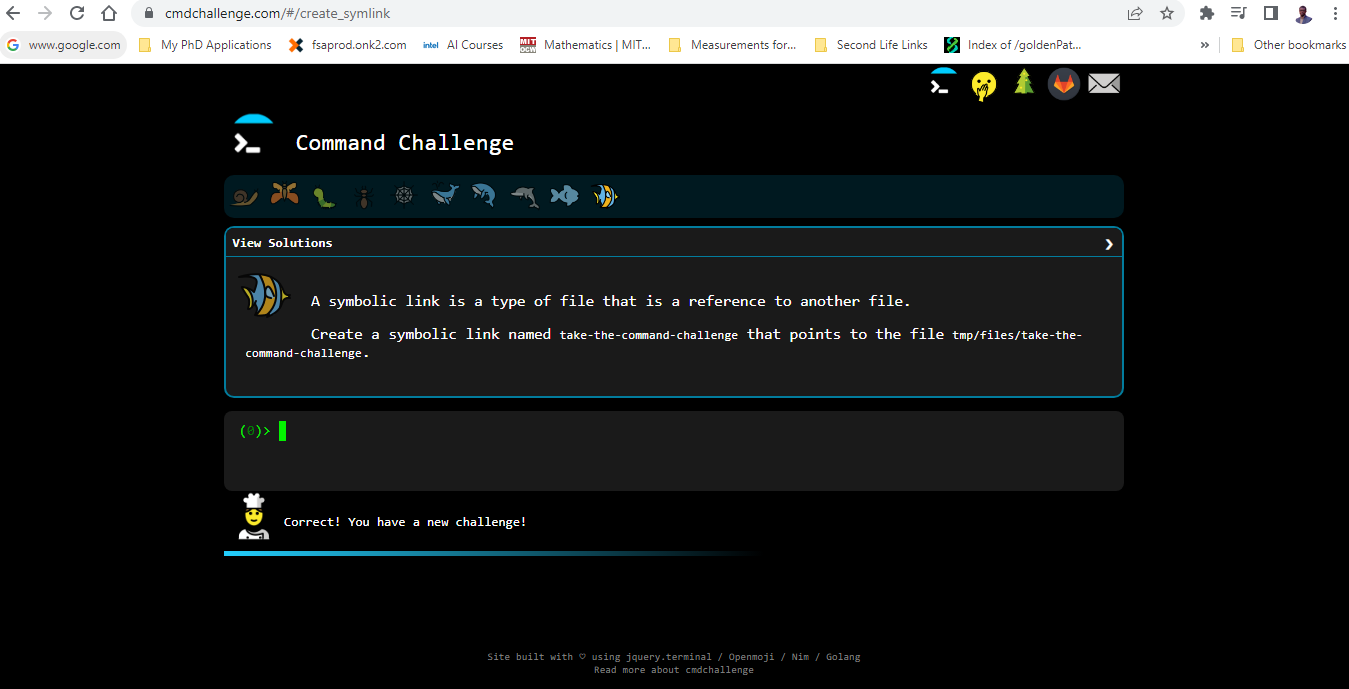 cmdchallenge.com/#/create_symlink
www.google.com My PhD Applications fsaprod.onk2.com intel AI Courses MIT OCW Mathematics | MIT... Measurements for... Second Life Links Index of /goldenPat... » Other bookmarks
Command Challenge
View Solutions
A symbolic link is a type of file that is a reference to another file.
Create a symbolic link named take-the-command-challenge that points to the file tmp/files/take-the-
command-challenge.
(0)>
Correct! You have a new challenge!
Site built with ♡ using jquery.terminal / Openmoji / Nim / Golang
Read more about cmdchallenge